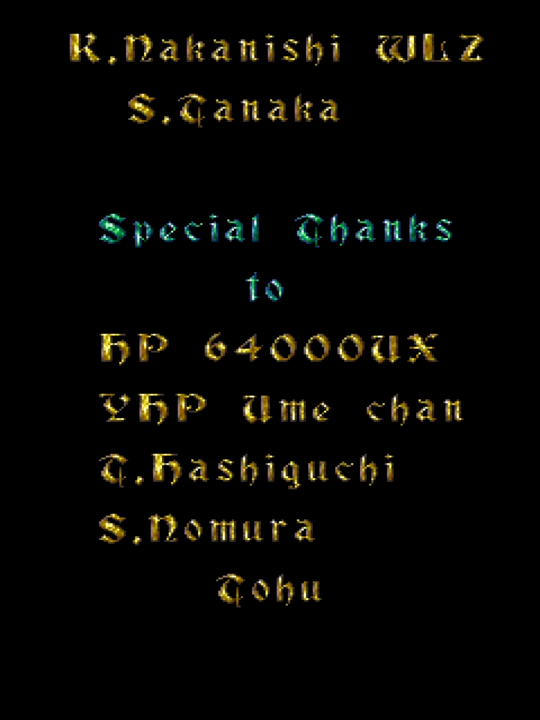 K.Nakanishi WLZ
S.Tanaka
Special Thanks
to
HP 64000UX
YHP Ume chan
T.Hashiguchi
S.Nomura
Tohu